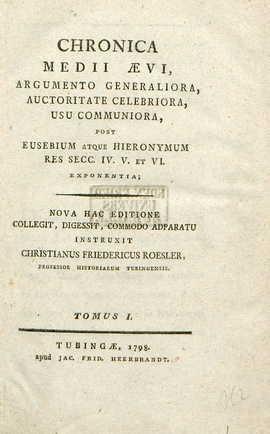 CHRONICA
MEDII ÆVI,
ARGUMENTO GENERALIORA,
AUCTORITATE CELEBRIORA,
USU COMMUNIORA,
POST
EUSEBIUM ATQUE HIERONYMUM
RES SECC. IV. V. ET VI.
EXPONENTIA;
NOVA HAC EDITIONE
COLLEGIT, DIGESSIT, COMMODO ADPARATU
INSTRUXIT
CHRISTIANUS FRIEDERICUS ROESLER,
PROFESSOR HISTORIARUM TUBINGENSIS.
TOMUS I.
TUBINGÆ, 1798.
apud JAC. FRID. HEERBRANDT.